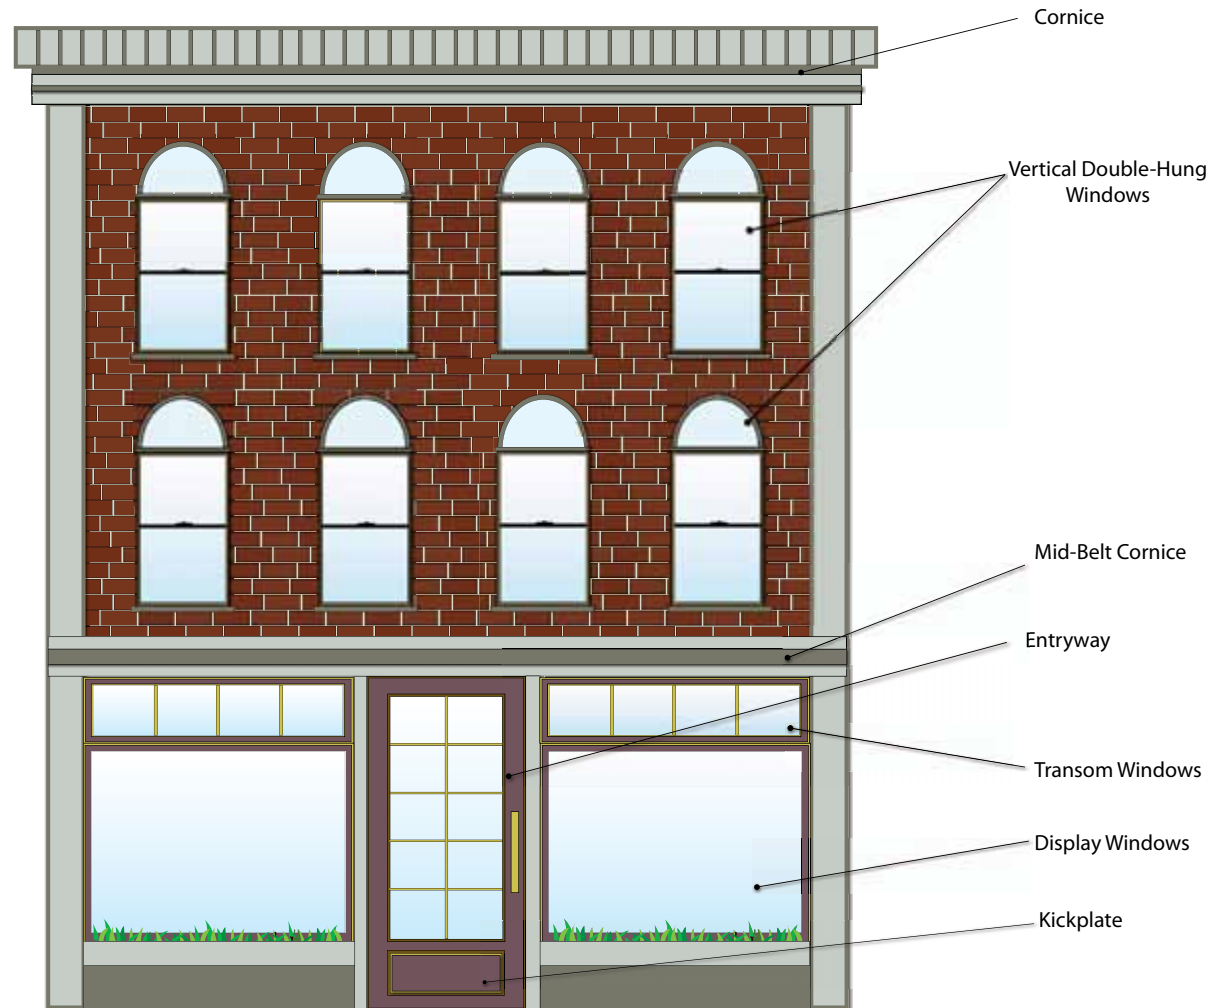 Cornice
Vertical Double-Hung
Windows
Mid-Belt Cornice
Entryway
Transom Windows
Display Windows
Kickplate